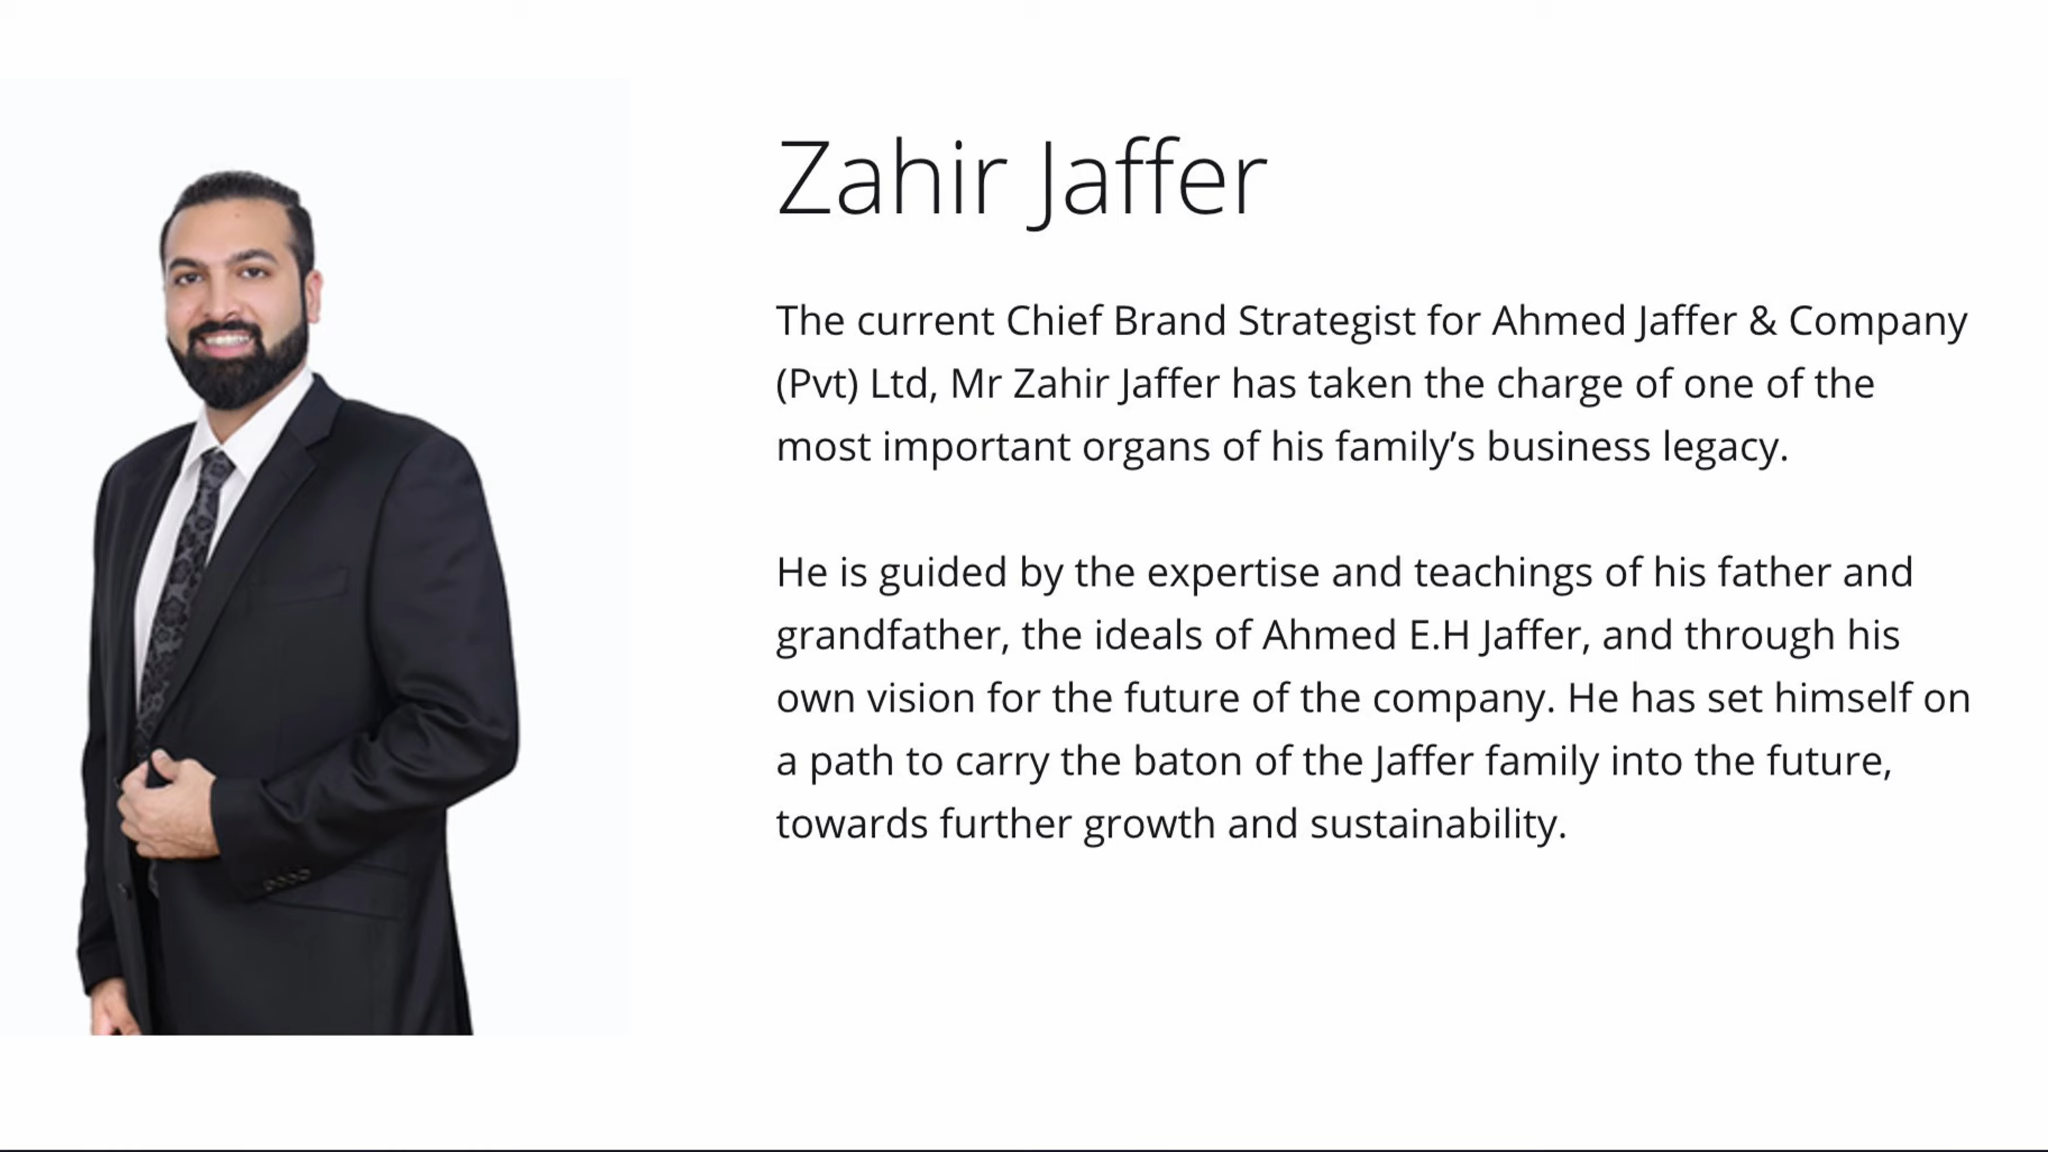 Zahir Jaffer
The current Chief Brand Strategist for Ahmed Jaffer & Company
(Pvt) Ltd, Mr Zahir Jaffer has taken the charge of one of the
most important organs of his family’s business legacy.
He is guided by the expertise and teachings of his father and
grandfather, the ideals of Ahmed E.H Jaffer, and through his
own vision for the future of the company. He has set himself on
a path to carry the baton of the Jaffer family into the future,
towards further growth and sustainability.